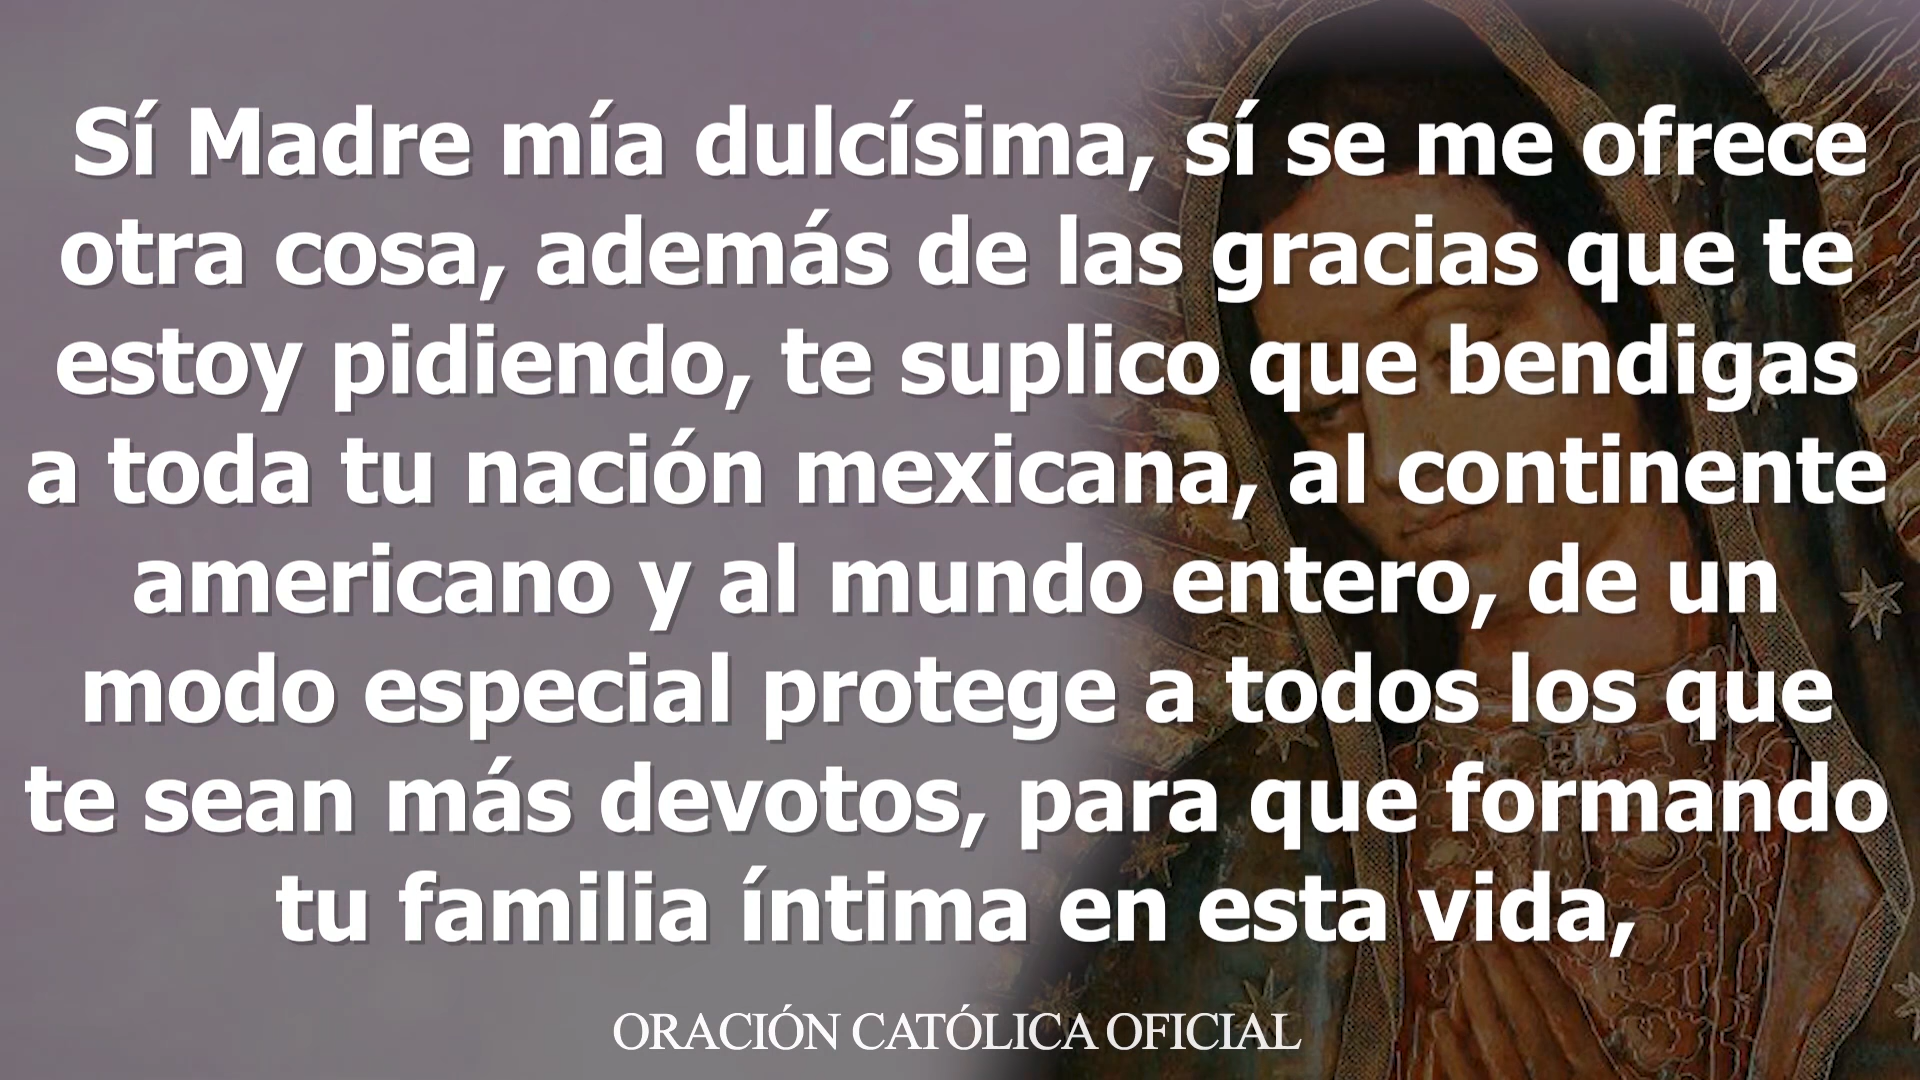 Sí Madre mía dulcísima, sí se me ofrece
otra cosa, además de las gracias que te
estoy pidiendo, te suplico que bendigas
a toda tu nación mexicana, al continente
americano y al mundo entero, de un
modo especial protege a todos los que
te sean más devotos, para que formando
tu familia íntima en esta vida,
ORACIÓN CATÓLICA OFICIAL